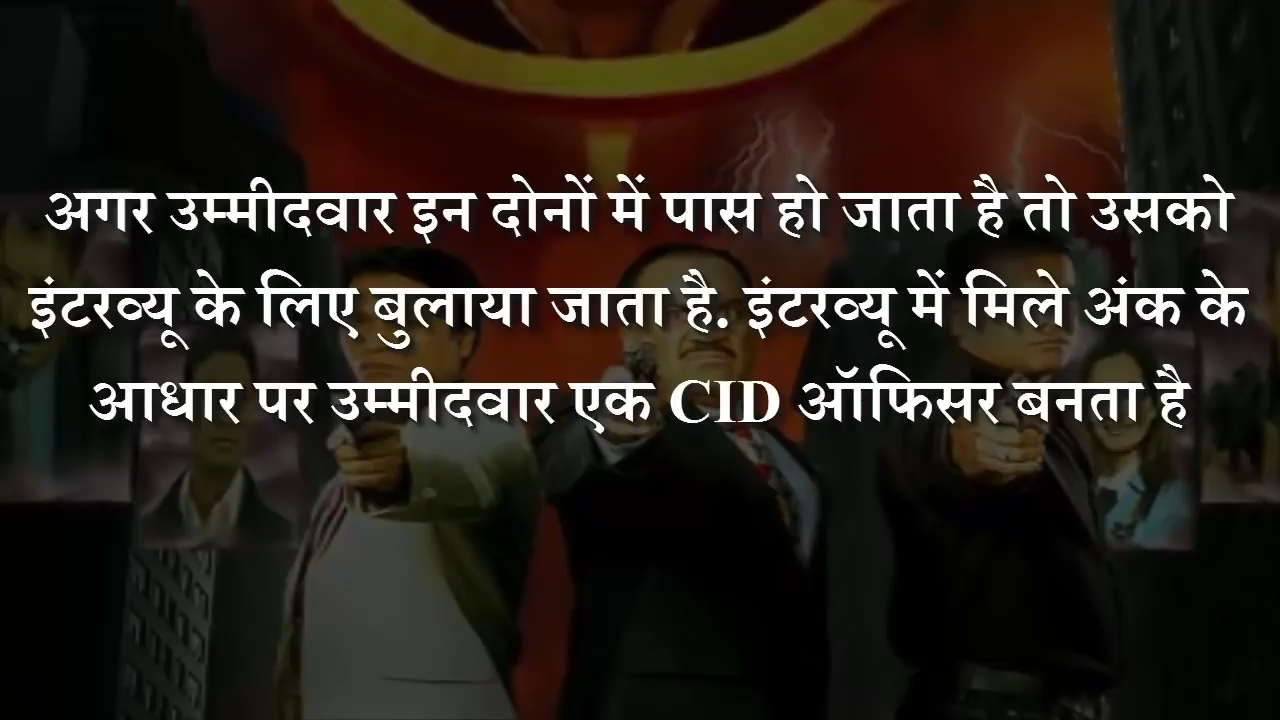 अगर उम्मीदवार इन दोनों में पास हो जाता है तो उसको
इंटरव्यू के लिए बुलाया जाता है. इंटरव्यू में मिले अंक के
आधार पर उम्मीदवार एक CID ऑफिसर बनता है